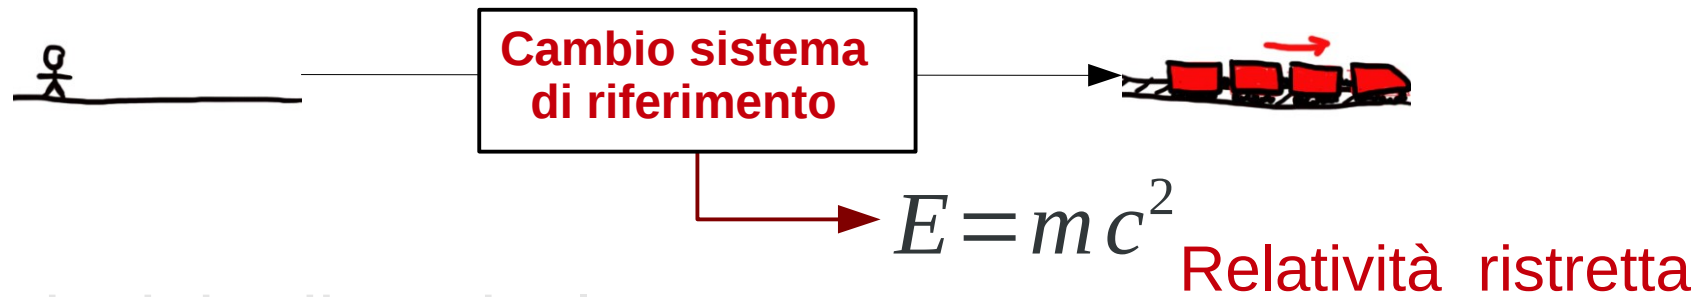 Cambio sistema
di riferimento
E=mc²
Relatività ristretta